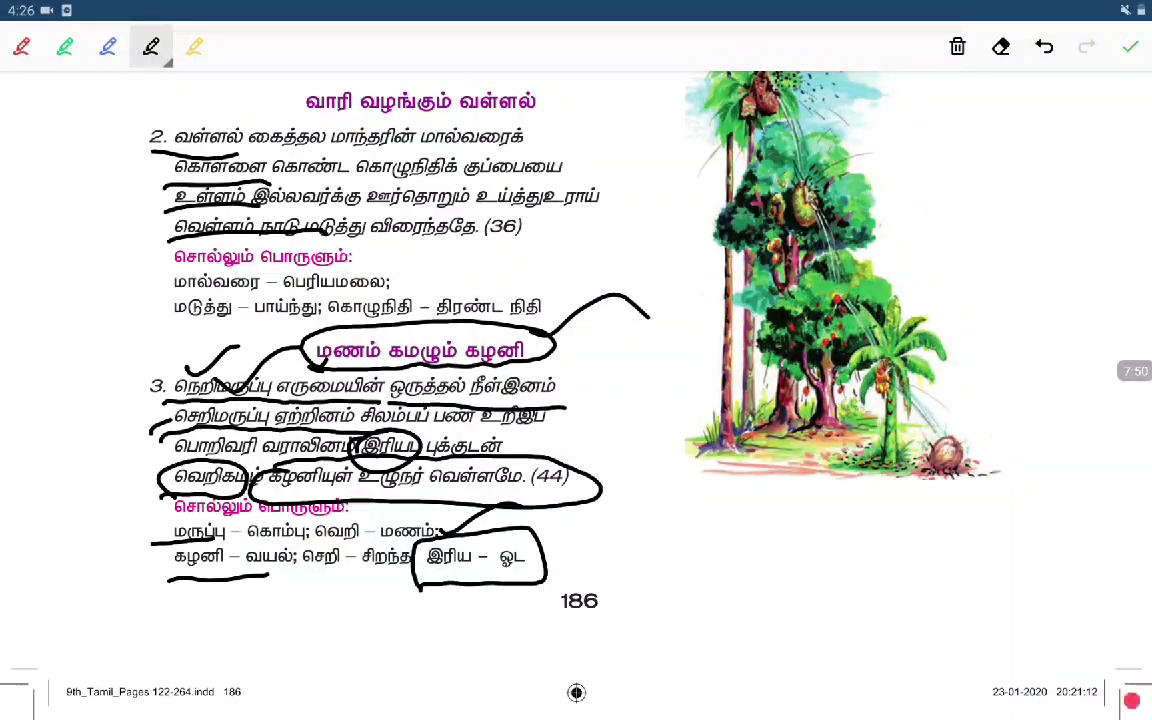 4:26
வாரி வழங்கும் வள்ளல்
2. வள்ளல் கைத்தல மாந்தரின் மால்வரைக்
கொள்ளை கொண்ட கொழுநிதிக் குப்பையை
உள்ளம் இல்லவர்க்கு ஊர்தொறும் உய்த்துஉராய்
வெள்ளம் நாடு மடுத்து விரைந்ததே. (36)
சொல்லும் பொருளும்:
மால்வரை – பெரியமலை;
மடுத்து – பாய்ந்து; கொழுநிதி – திரண்ட நிதி
மணம் கமழும் கழனி
3. நெறிமருப்பு எருமையின் ஒருத்தல் நீள்இனம்
செறிமருப்பு ஏற்றினம் சிலம்பப் பண் உறீஇப்
பொறிவரி வராலினம் இரியப் புக்குடன்
வெறிகமழ் கழனியுள் உழுநர் வெள்ளமே. (44)
சொல்லும் பொருளும்:
மருப்பு – கொம்பு; வெறி – மணம்;
கழனி – வயல்; செறி – சிறந்த இரிய – ஓட
186
7:50
9th_Tamil_Pages 122-264.indd 186
23-01-2020 20:21:12